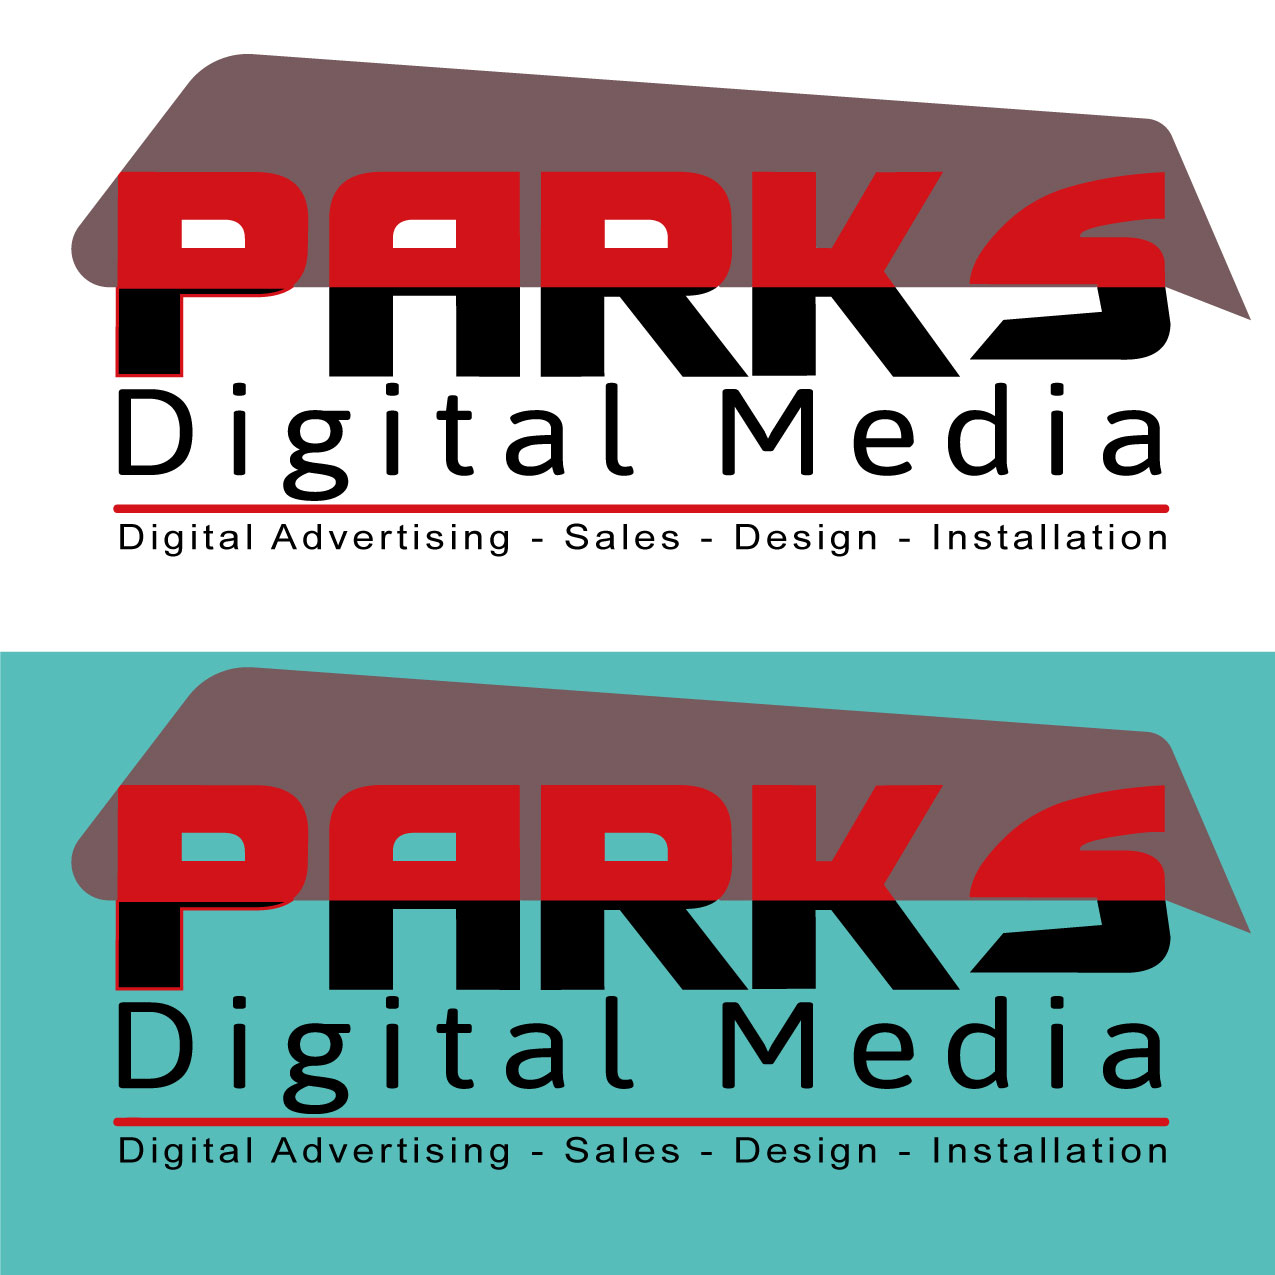 PARKS
Digital Media
Digital Advertising - Sales - Design - Installation
PARKS
Digital Media
Digital Advertising - Sales - Design - Installation